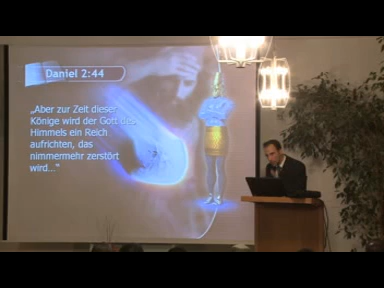 Daniel 2:44
„Aber zur Zeit dieser
Könige wird der Gott des
Himmels ein Reich
aufrichten, das
nimmermehr zerstört
wird…“